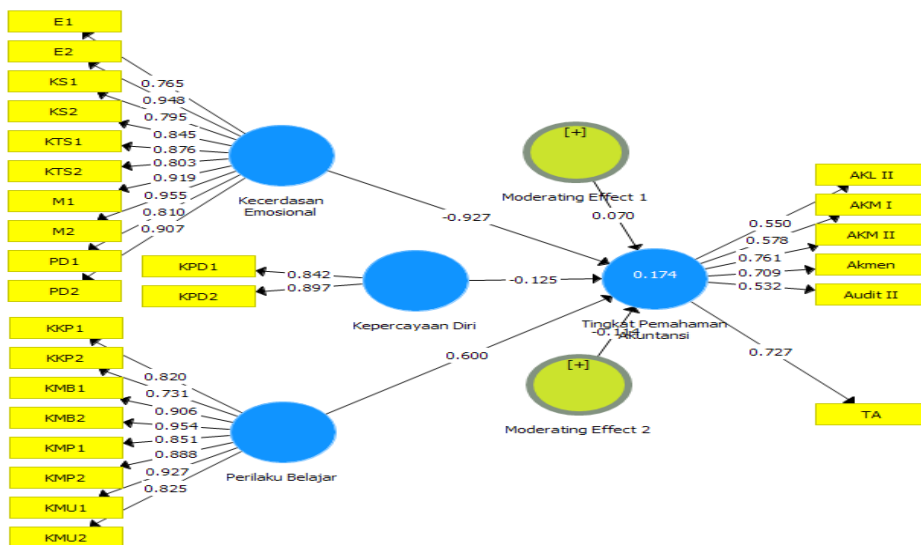 E1
E2
KS1
KS2
KTS1
KTS2
M1
M2
PD1
PD2
0.765
0.948
0.795
0.845
0.876
0.803
0.919
0.955
0.810
0.907
Kecerdasan
Emosional
-0.927
[+]
Moderating Effect 1
0.070
KPD1
KPD2
0.842
0.897
Kepercayaan Diri
-0.125
0.174
Tingkat Pemahaman
Akuntansi
-0.114
[+]
Moderating Effect 2
KKP1
KKP2
KMB1
KMB2
KMP1
KMP2
KMU1
KMU2
0.820
0.731
0.906
0.954
0.851
0.888
0.927
0.825
Perilaku Belajar
0.600
0.550
0.578
0.761
0.709
0.532
0.727
AKL II
AKM I
AKM II
Akmen
Audit II
TA